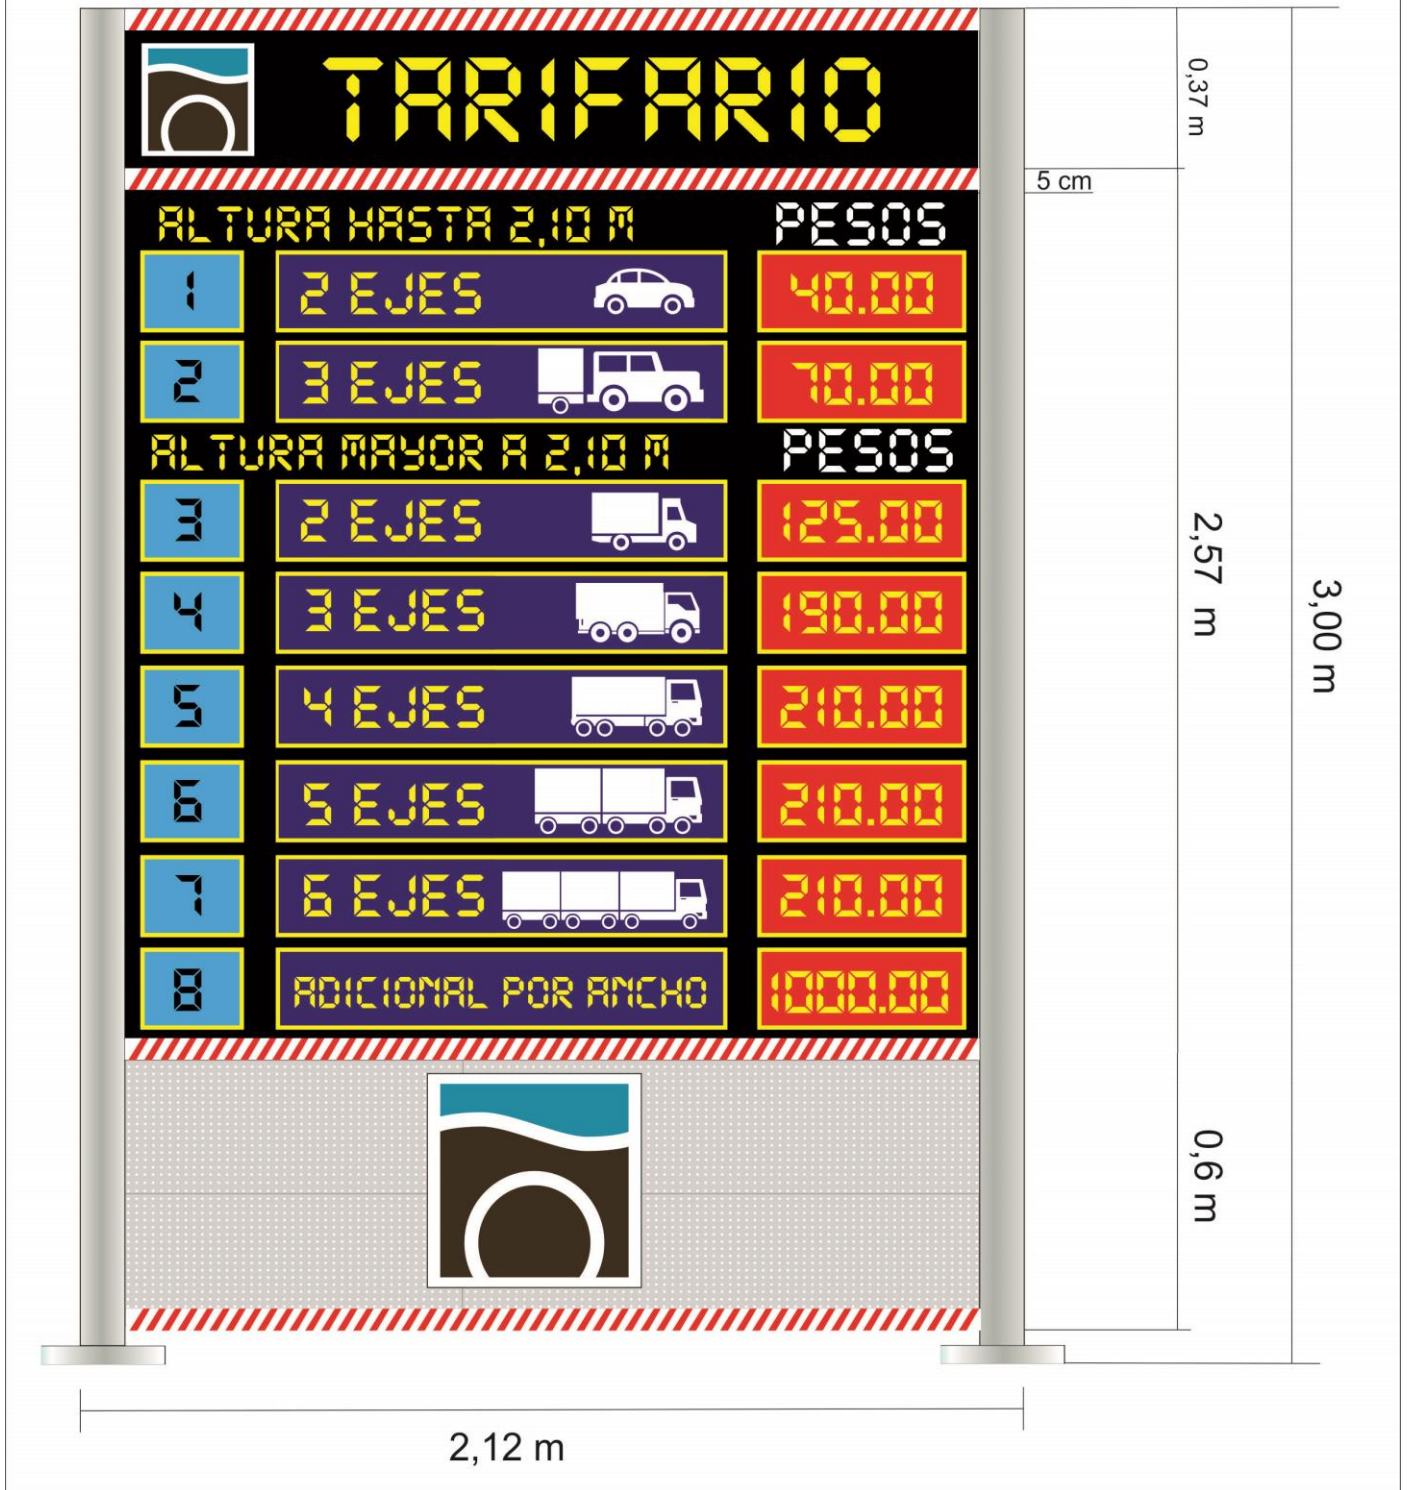 TARIFARIO
0,37 m
5 cm
ALTURA HASTA 2,10 M PESOS
1 2 EJES 40.00
2 3 EJES 70.00
ALTURA MAYOR A 2,10 M PESOS
3 2 EJES 125.00
4 3 EJES 190.00
5 4 EJES 210.00
6 5 EJES 210.00
7 6 EJES 210.00
8 ADICIONAL POR ANCHO 1000.00
2,57 m
3,00 m
0,6 m
2,12 m